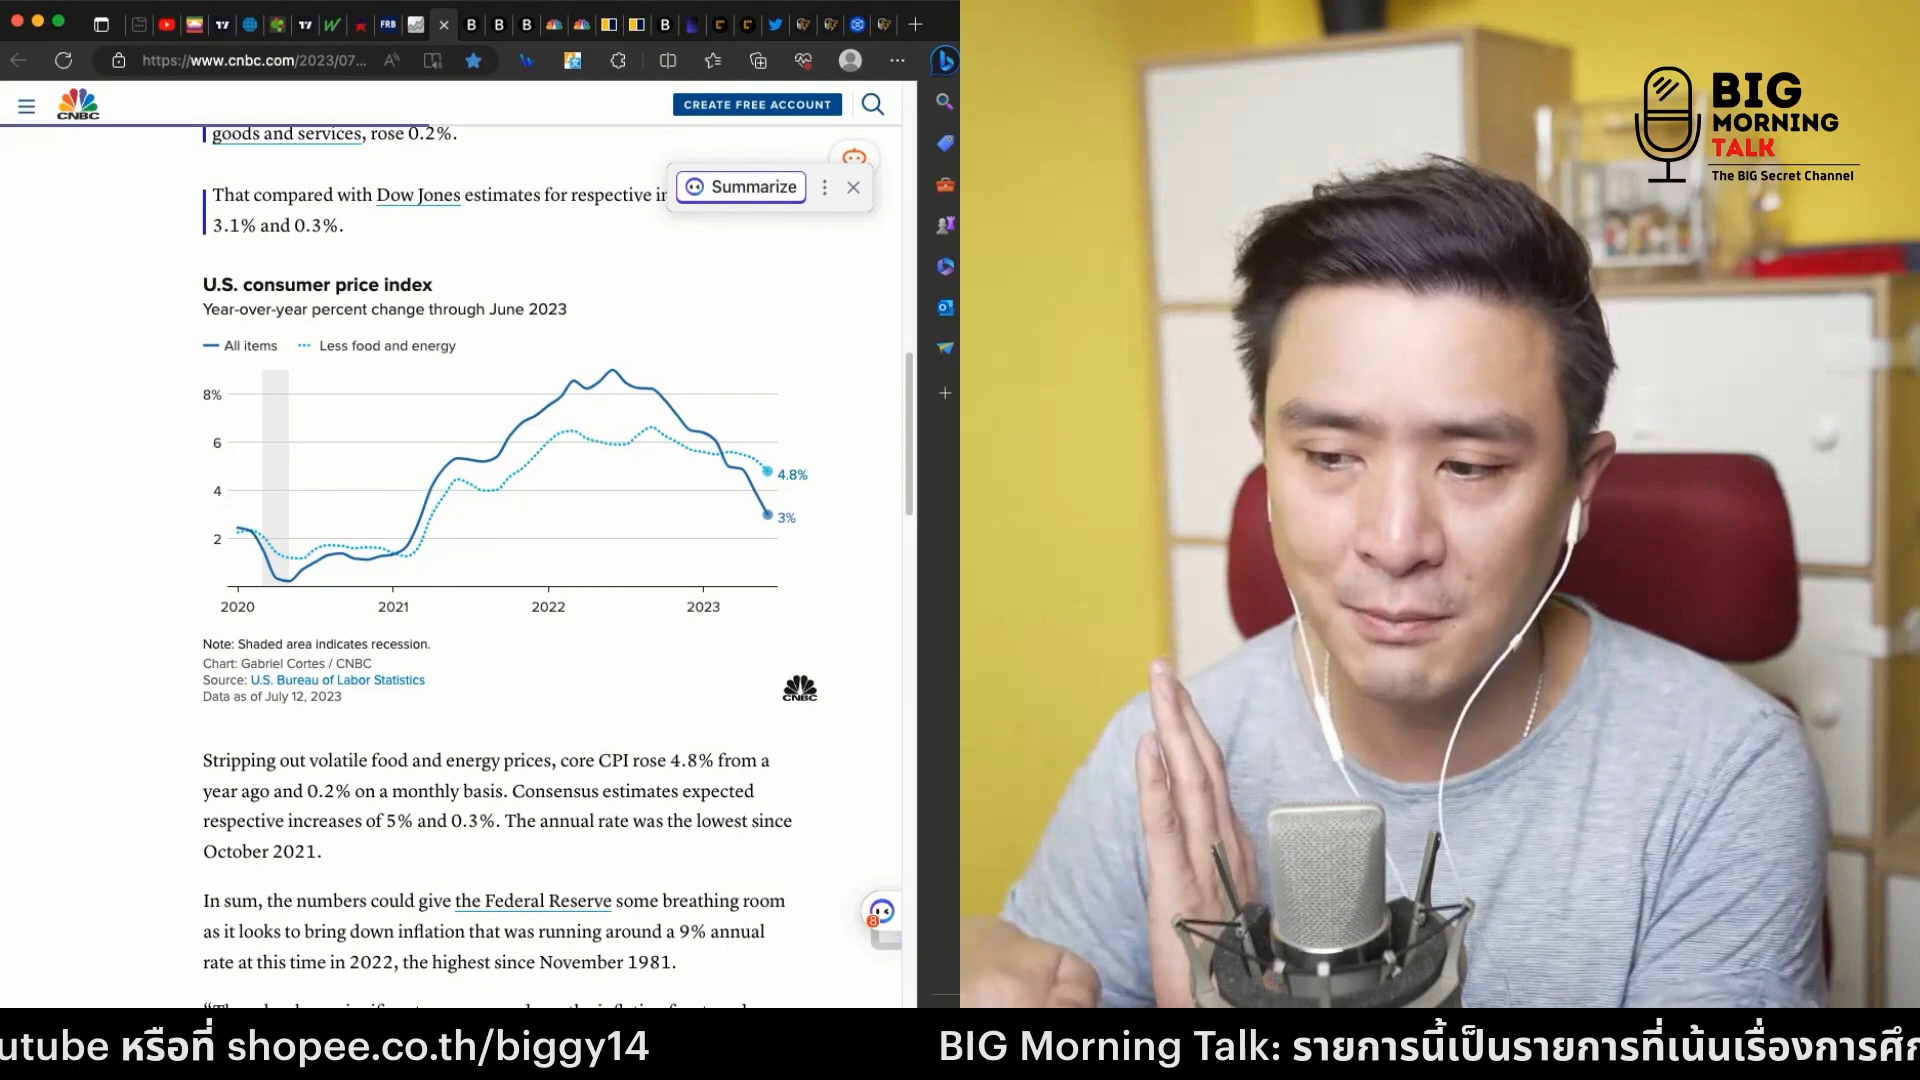 https://www.cnbc.com/2023/07...
CNBC
CREATE FREE ACCOUNT
goods and services, rose 0.2%.
That compared with Dow Jones estimates for respective in
3.1% and 0.3%.
Summarize
U.S. consumer price index
Year-over-year percent change through June 2023
All items
Less food and energy
8%
6
4
2
4.8%
3%
2020
2021
2022
2023
Note: Shaded area indicates recession.
Chart: Gabriel Cortes / CNBC
Source: U.S. Bureau of Labor Statistics
Data as of July 12, 2023
CNBC
Stripping out volatile food and energy prices, core CPI rose 4.8% from a
year ago and 0.2% on a monthly basis. Consensus estimates expected
respective increases of 5% and 0.3%. The annual rate was the lowest since
October 2021.
In sum, the numbers could give the Federal Reserve some breathing room
as it looks to bring down inflation that was running around a 9% annual
rate at this time in 2022, the highest since November 1981.
8
BIG
MORNING
TALK
The BIG Secret Channel
utube หรือที่ shopee.co.th/biggy14
BIG Morning Talk: รายการนี้เป็นรายการที่เน้นเรื่องการศึก